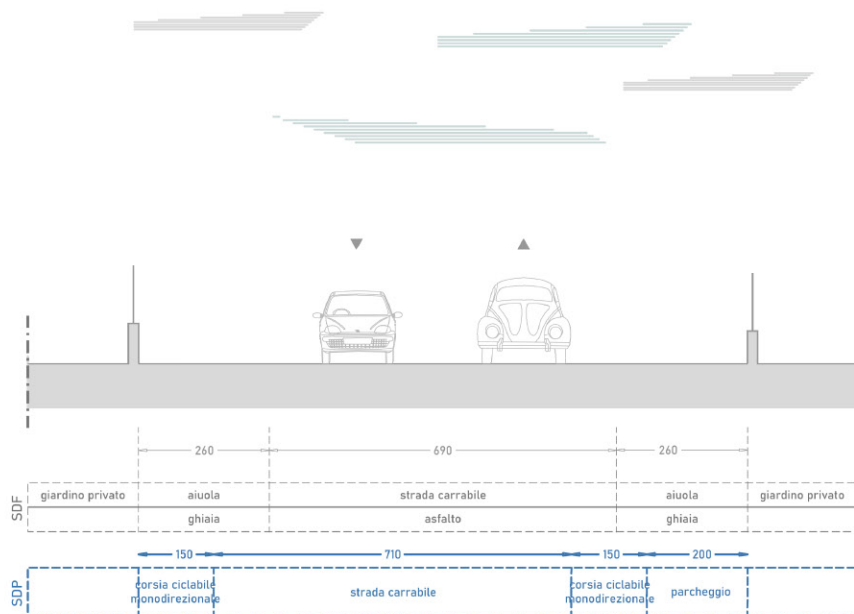 260 690 260
SDF
giardino privato aiuola strada carrabile aiuola giardino privato
ghiaia asfalto ghiaia
150 710 150 200
SDP
corsia ciclabile monodirezionale strada carrabile corsia ciclabile monodirezionale parcheggio